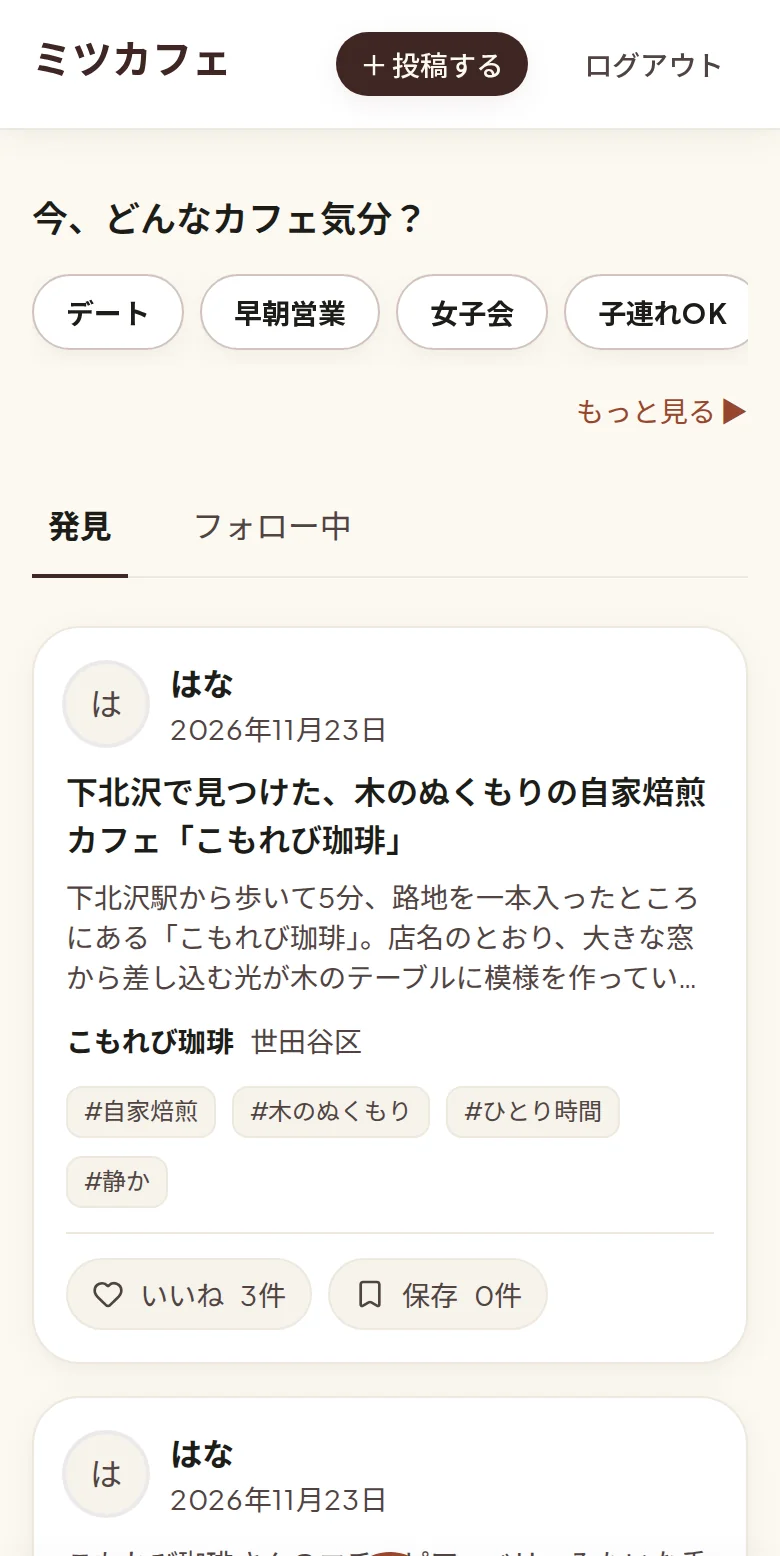 ミツカフェ
＋ 投稿する
ログアウト
今、どんなカフェ気分？
デート
早朝営業
女子会
子連れOK
もっと見る ▶
発見
フォロー中
は
はな
2026年11月23日
下北沢で見つけた、木のぬくもりの自家焙煎
カフェ「こもれび珈琲」
下北沢駅から歩いて5分、路地を一本入ったところ
にある「こもれび珈琲」。店名のとおり、大きな窓
から差し込む光が木のテーブルに模様を作ってい…
こもれび珈琲 世田谷区
#自家焙煎
#木のぬくもり
#ひとり時間
#静か
いいね 3件
保存 0件
は
はな
2026年11月23日